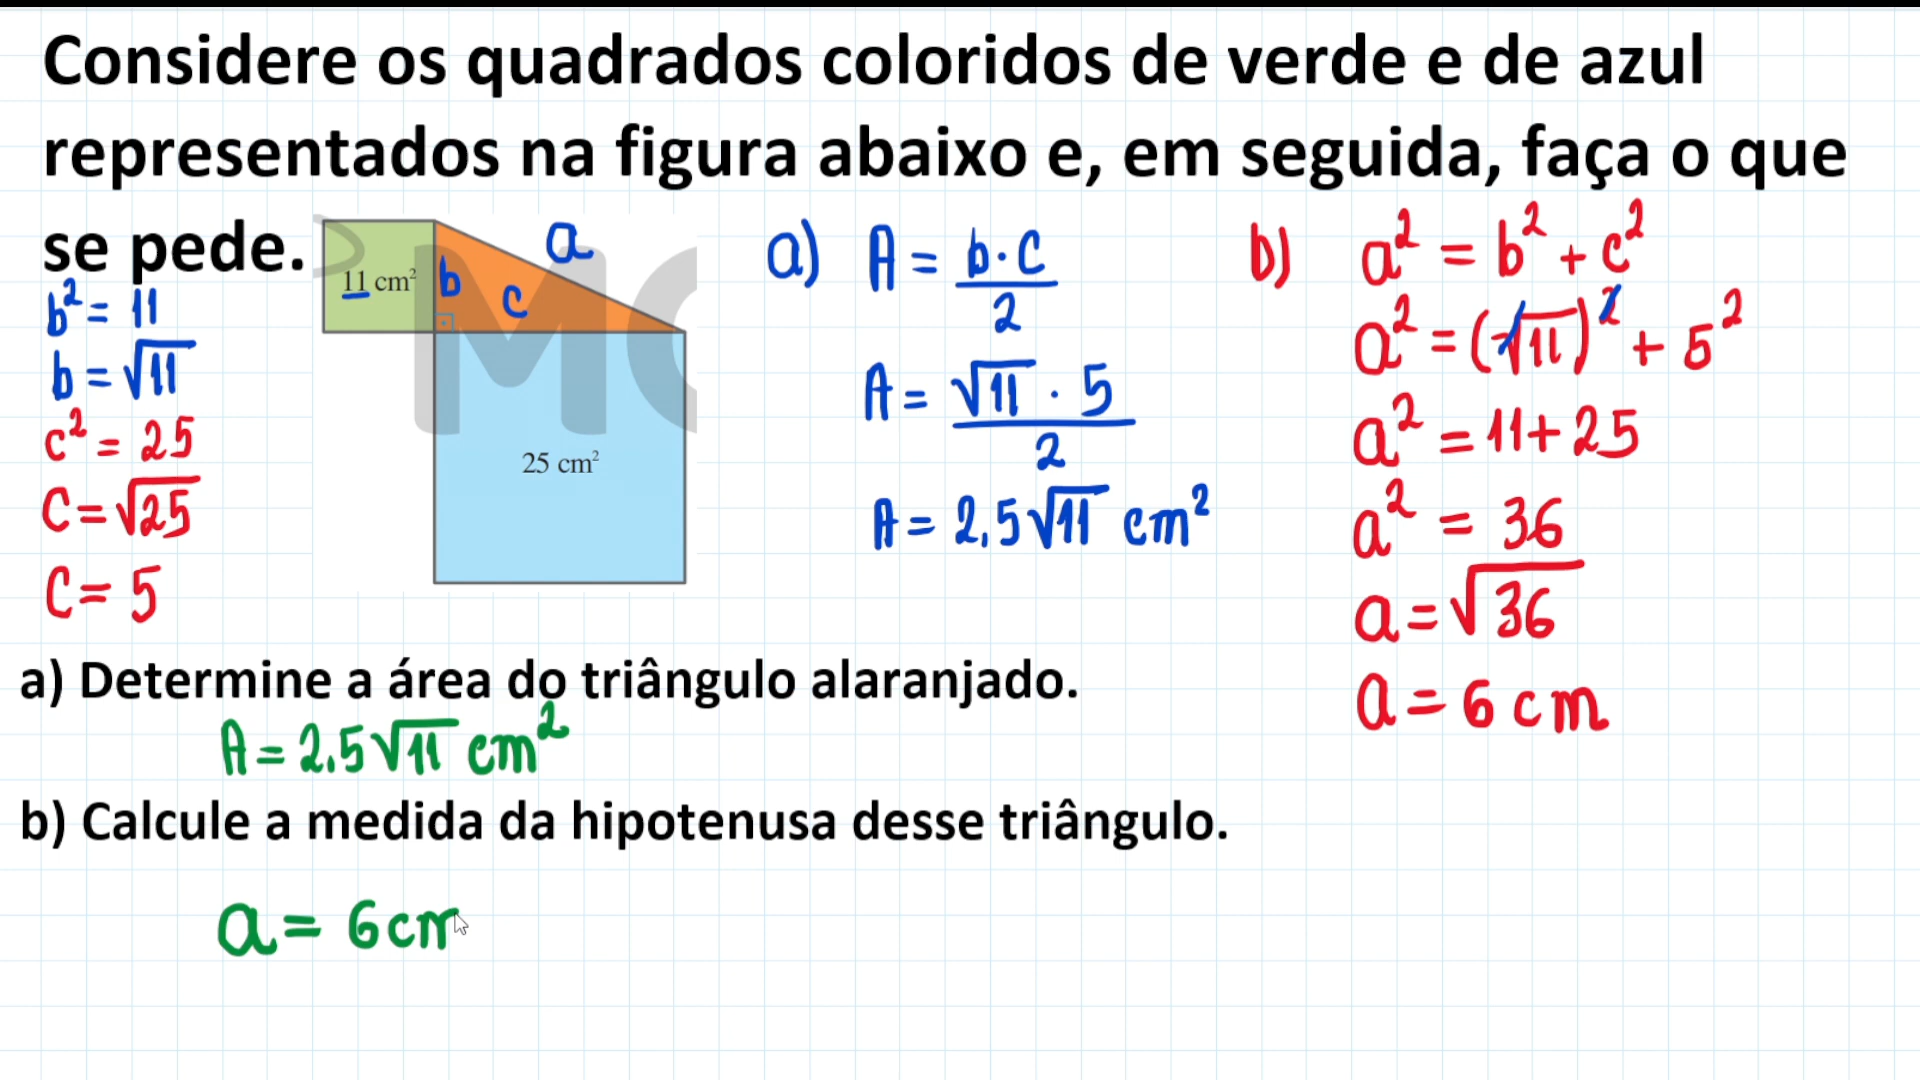 Considere os quadrados coloridos de verde e de azul
representados na figura abaixo e, em seguida, faça o que
se pede.
11 cm²
a
b
c
25 cm²
b² = 11
b = √11
c² = 25
C = √25
C = 5
a) A = b·c/2
A = √11 · 5/2
A = 2,5√11 cm²
b) a² = b² + c²
a² = (√11)² + 5²
a² = 11 + 25
a² = 36
a = √36
a = 6 cm
a) Determine a área do triângulo alaranjado.
A = 2,5√11 cm²
b) Calcule a medida da hipotenusa desse triângulo.
a = 6cm